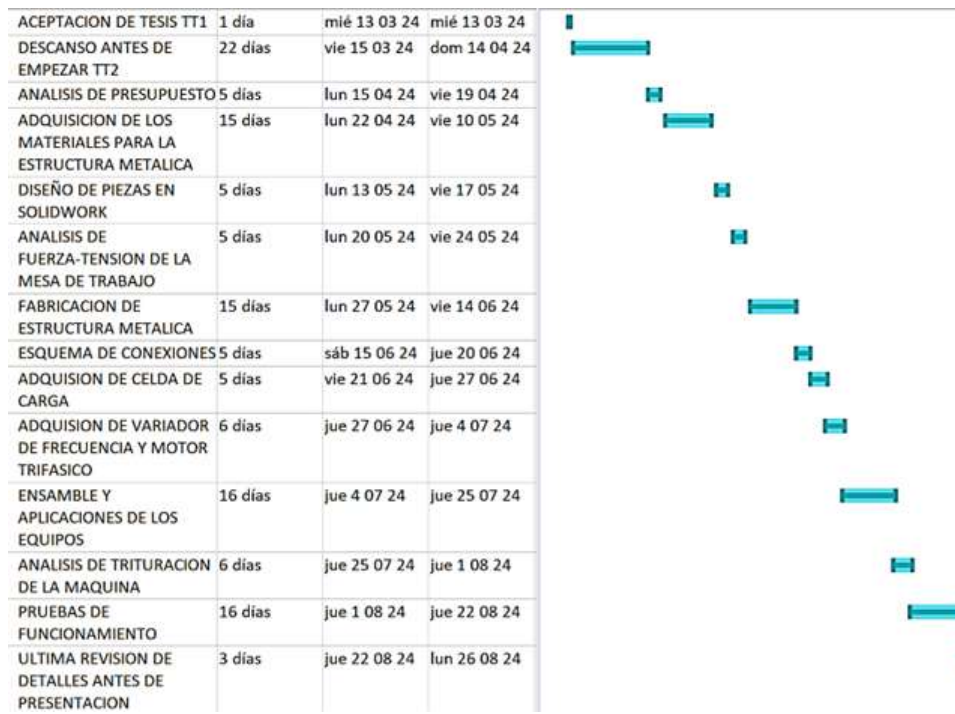 ACEPTACION DE TESIS TT1 1 día mié 13 03 24 mié 13 03 24
DESCANSO ANTES DE 22 días vie 15 03 24 dom 14 04 24
EMPEZAR TT2
ANALISIS DE PRESUPUESTO 5 días lun 15 04 24 vie 19 04 24
ADQUISICION DE LOS 15 días lun 22 04 24 vie 10 05 24
MATERIALES PARA LA
ESTRUCTURA METALICA
DISEÑO DE PIEZAS EN 5 días lun 13 05 24 vie 17 05 24
SOLIDWORK
ANALISIS DE 5 días lun 20 05 24 vie 24 05 24
FUERZA-TENSION DE LA
MESA DE TRABAJO
FABRICACION DE 15 días lun 27 05 24 vie 14 06 24
ESTRUCTURA METALICA
ESQUEMA DE CONEXIONES 5 días sáb 15 06 24 jue 20 06 24
ADQUISION DE CELDA DE 5 días vie 21 06 24 jue 27 06 24
CARGA
ADQUISION DE VARIADOR 6 días jue 27 06 24 jue 4 07 24
DE FRECUENCIA Y MOTOR
TRIFASICO
ENSAMBLE Y 16 días jue 4 07 24 jue 25 07 24
APLICACIONES DE LOS
EQUIPOS
ANALISIS DE TRITURACION 6 días jue 25 07 24 jue 1 08 24
DE LA MAQUINA
PRUEBAS DE 16 días jue 1 08 24 jue 22 08 24
FUNCIONAMIENTO
ULTIMA REVISION DE 3 días jue 22 08 24 lun 26 08 24
DETALLES ANTES DE
PRESENTACION